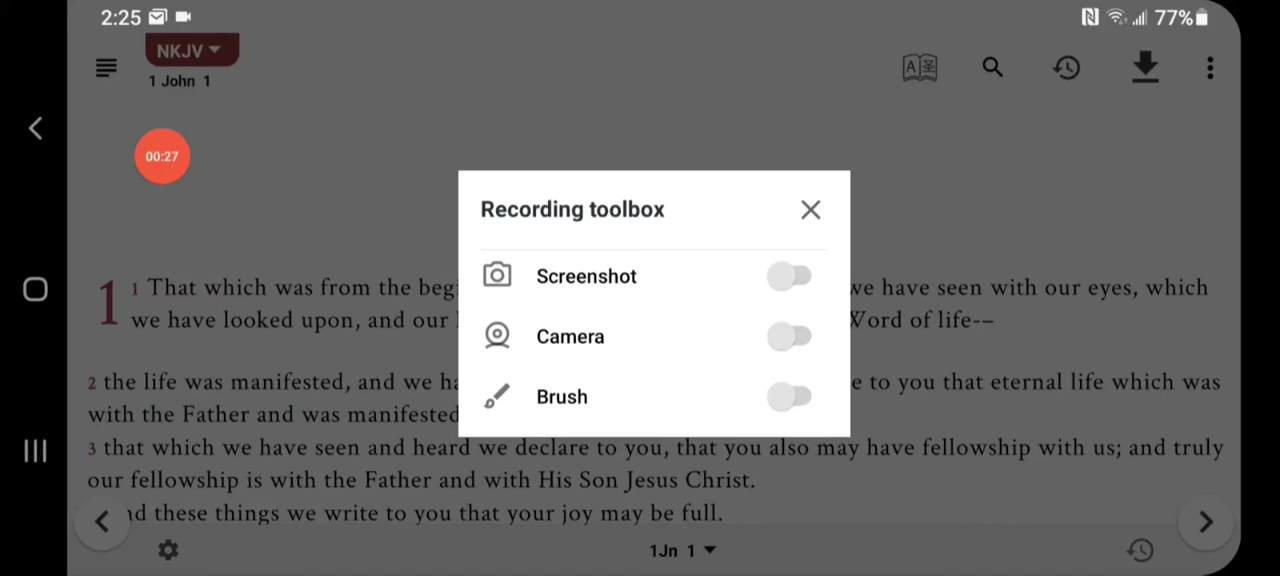 2:25 77%
NKJV
1 John 1
00:27
Recording toolbox
Screenshot
Camera
Brush
1 1 That which was from the beg we have seen with our eyes, which
we have looked upon, and our Word of life--
2 the life was manifested, and we ha e to you that eternal life which was
with the Father and was manifested
3 that which we have seen and heard we declare to you, that you also may have fellowship with us; and truly
our fellowship is with the Father and with His Son Jesus Christ.
nd these things we write to you that your joy may be full.
1Jn 1